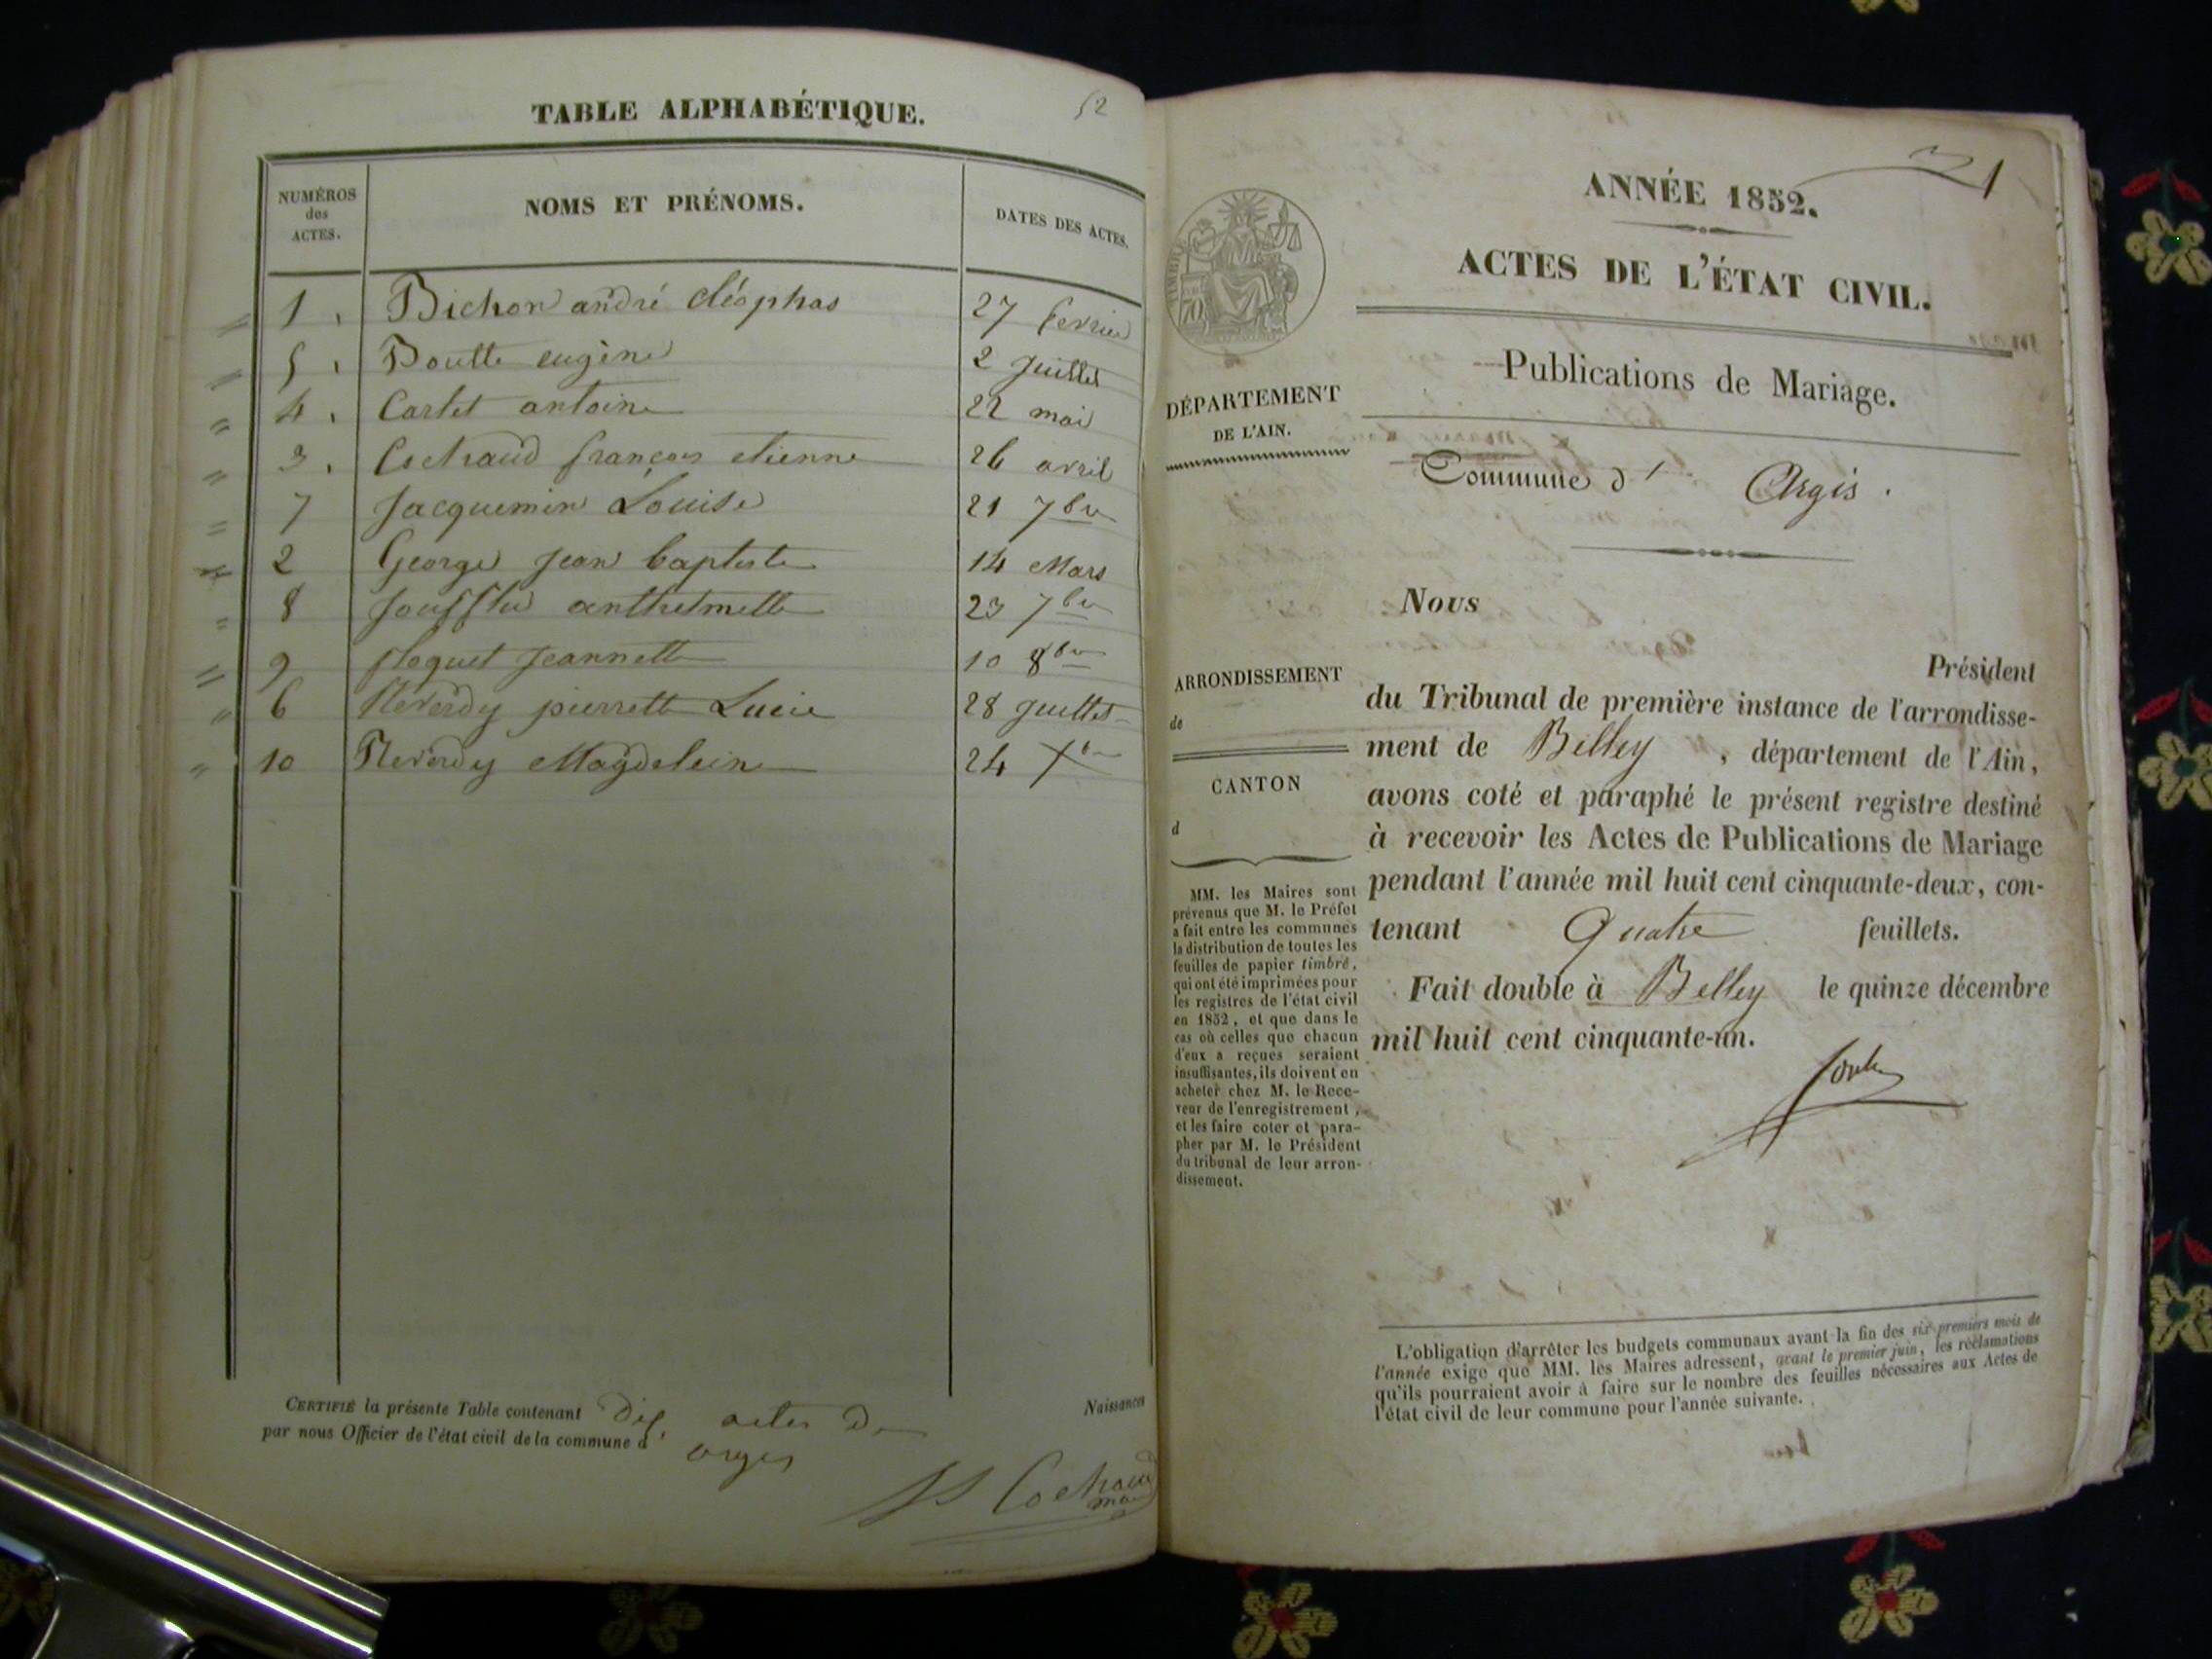 TABLE ALPHABÉTIQUE.
52
NUMÉROS
des
ACTES.
NOMS ET PRÉNOMS.
DATES DES ACTES.
1 Bichon andré cléophas 27 fevrier
5 Boutte eugène 2 Juillet
4 Carlet antoine 22 mai
3 Cochaud françois etienne 26 avril
7 Jacquemin Louise 21 7bre
2 George Jean baptiste 14 Mars
8 Joufflu anthelmette 23 7bre
9 floquet Jeannette 10 8bre
6 Reverdy pierrette Lucie 28 Juillet
10 Reverdy Magdeleine 24 Xbre
CERTIFIÉ la présente Table contenant dix actes de Naissances
par nous Officier de l'état civil de la commune d'argis
Cochaud
maire
1
ANNÉE 1852.
ACTES DE L'ÉTAT CIVIL.
TIMBRE
70
Publications de Mariage.
DÉPARTEMENT
DE L'AIN.
Commune d' Argis.
Nous
Président
ARRONDISSEMENT
de
CANTON
d
du Tribunal de première instance de l'arrondisse-
ment de Belley, département de l'Ain,
avons coté et paraphé le présent registre destiné
à recevoir les Actes de Publications de Mariage
pendant l'année mil huit cent cinquante-deux, con-
tenant Quatre feuillets.
Fait double à Belley le quinze décembre
mil huit cent cinquante-un.
MM. les Maires sont
prévenus que M. le Préfet
a fait entre les communes
la distribution de toutes les
feuilles de papier timbré,
qui ont été imprimées pour
les registres de l'état civil
en 1852, et que dans le
cas où celles que chacun
d'eux a reçues seraient
insuffisantes, ils doivent en
acheter chez M. le Rece-
veur de l'enregistrement,
et les faire coter et para-
pher par M. le Président
du tribunal de leur arron-
dissement.
L'obligation d'arrêter les budgets communaux avant la fin des six premiers mois de
l'année exige que MM. les Maires adressent, avant le premier juin, les réclamations
qu'ils pourraient avoir à faire sur le nombre des feuilles nécessaires aux Actes de
l'état civil de leur commune pour l'année suivante.